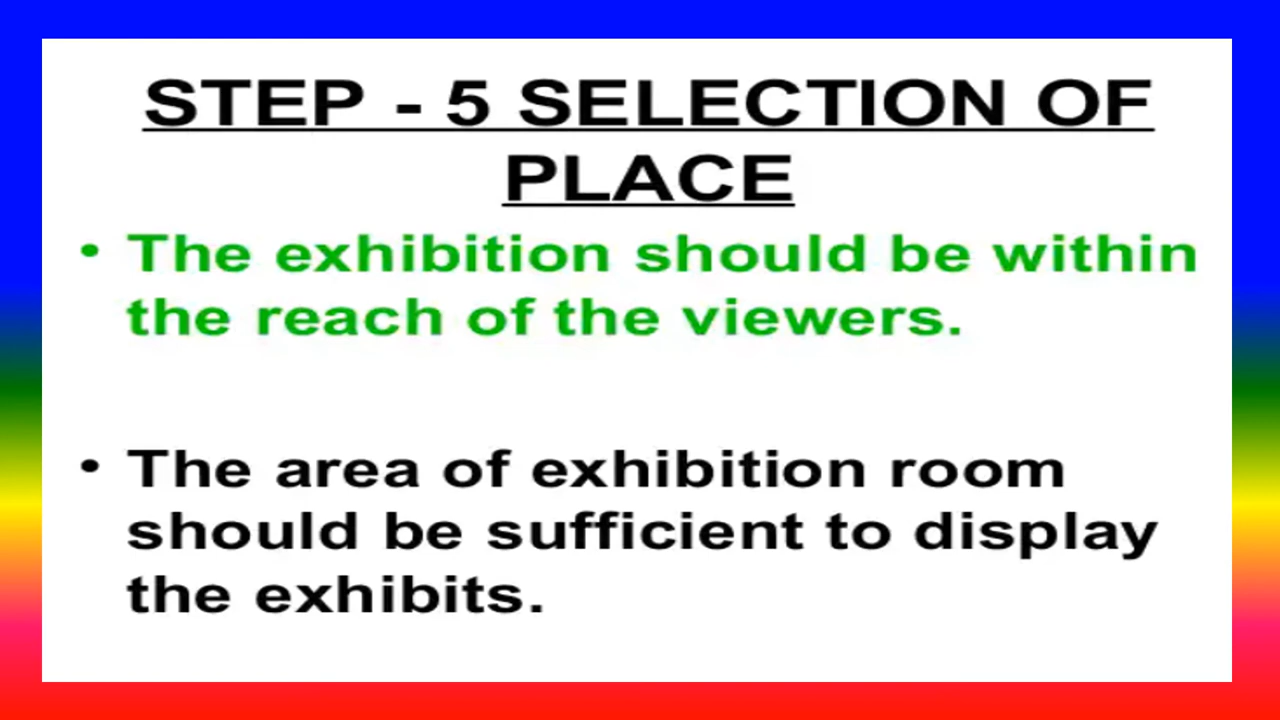 STEP - 5 SELECTION OF
PLACE
• The exhibition should be within
the reach of the viewers.
• The area of exhibition room
should be sufficient to display
the exhibits.